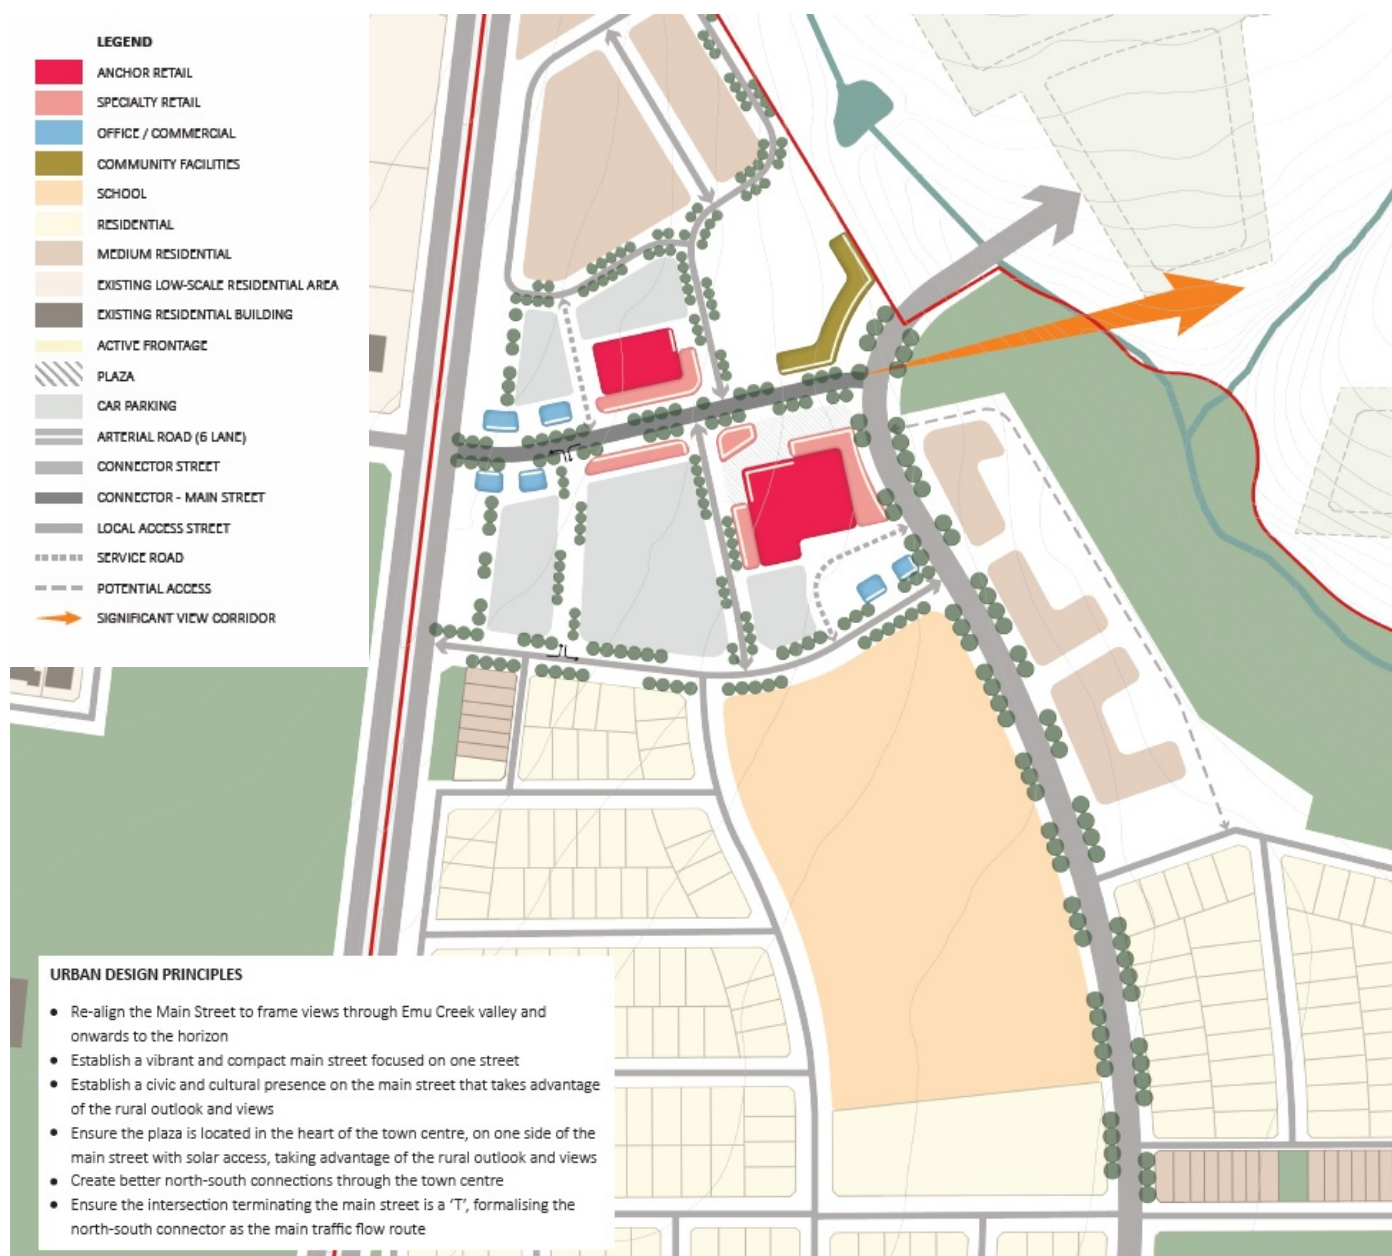 LEGEND
ANCHOR RETAIL
SPECIALTY RETAIL
OFFICE / COMMERCIAL
COMMUNITY FACILITIES
SCHOOL
RESIDENTIAL
MEDIUM RESIDENTIAL
EXISTING LOW-SCALE RESIDENTIAL AREA
EXISTING RESIDENTIAL BUILDING
ACTIVE FRONTAGE
PLAZA
CAR PARKING
ARTERIAL ROAD (6 LANE)
CONNECTOR STREET
CONNECTOR - MAIN STREET
LOCAL ACCESS STREET
SERVICE ROAD
POTENTIAL ACCESS
SIGNIFICANT VIEW CORRIDOR
URBAN DESIGN PRINCIPLES
• Re-align the Main Street to frame views through Emu Creek valley and
onwards to the horizon
• Establish a vibrant and compact main street focused on one street
• Establish a civic and cultural presence on the main street that takes advantage
of the rural outlook and views
• Ensure the plaza is located in the heart of the town centre, on one side of the
main street with solar access, taking advantage of the rural outlook and views
• Create better north-south connections through the town centre
• Ensure the intersection terminating the main street is a ‘T’, formalising the
north-south connector as the main traffic flow route